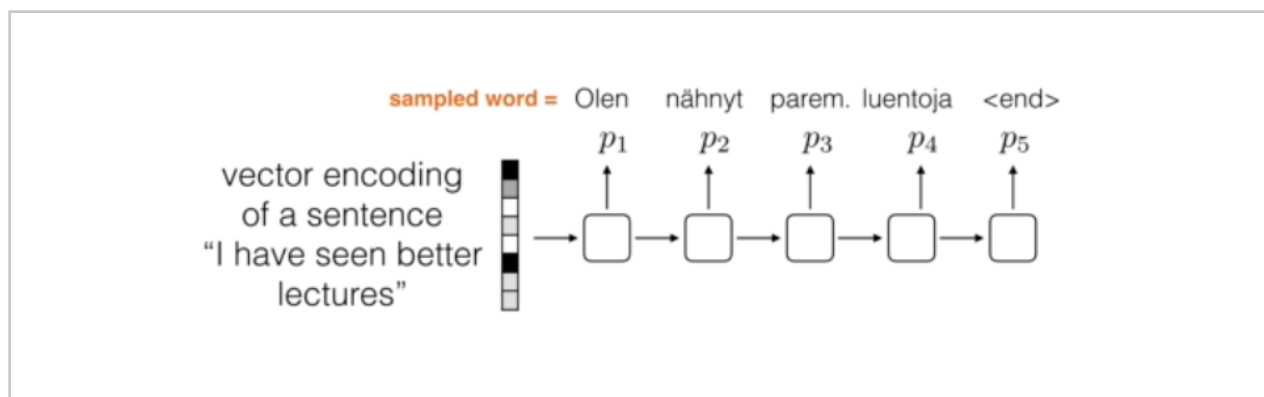 sampled word = Olen nähnyt parem. luentoja <end>
p1 p2 p3 p4 p5
vector encoding
of a sentence
“I have seen better
lectures”